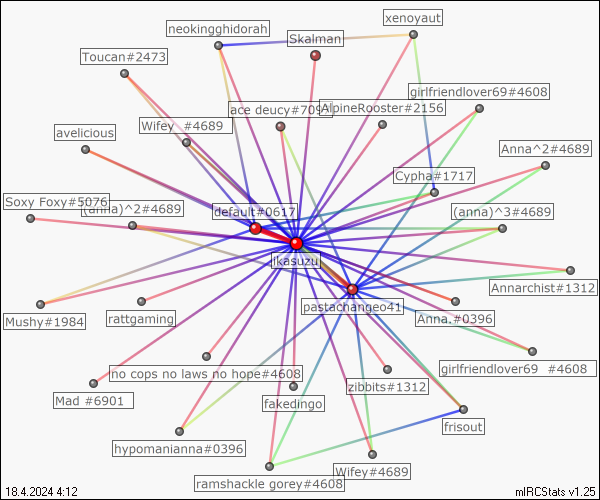 xenoyaut
neokingghidorah
Skalman
Toucan#2473
girlfriendlover69#4608
ace deucy#709
AlpineRooster#2156
Wifey_ #4689
avelicious
Anna^2#4689
Cypha#1717
Soxy Foxy#5076
(anna)^2#4689
default#0617
(anna)^3#4689
Ikasuzu
Annarchist#1312
pastachangeo41
Mushy#1984
rattgaming
Anna.#0396
girlfriendlover69 #4608
no cops no laws no hope#4608
zibbits#1312
Mad #6901
fakedingo
frisout
hypomanianna#0396
Wifey#4689
ramshackle gorey#4608
18.4.2024 4:12
mIRCStats v1.25